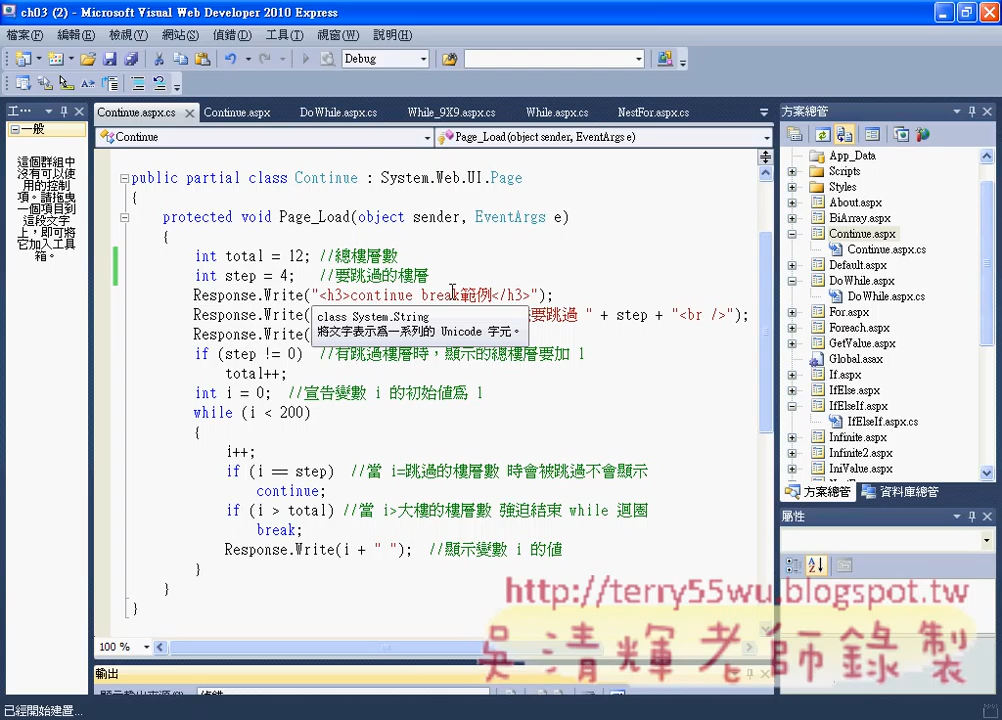 ch03 (2) - Microsoft Visual Web Developer 2010 Express
檔案(F) 編輯(E) 檢視(V) 網站(S) 偵錯(D) 工具(T) 視窗(W) 說明(H)
Debug
工...
一般
這個群組中
沒有可以使
用的控制
項。請拖曳
一個項目到
這段文字
上，即可將
它加入工具
箱。
Continue.aspx.cs Continue.aspx DoWhile.aspx.cs While_9X9.aspx.cs While.aspx.cs NestFor.aspx.cs
Continue Page_Load(object sender, EventArgs e)
public partial class Continue : System.Web.UI.Page
{
protected void Page_Load(object sender, EventArgs e)
{
int total = 12; //總樓層數
int step = 4; //要跳過的樓層
Response.Write("<h3>continue break範例</h3>");
Response.Write( 要跳過 " + step + "<br />");
Response.Write(
class System.String
將文字表示為一系列的 Unicode 字元。
if (step != 0) //有跳過樓層時，顯示的總樓層要加 1
total++;
int i = 0; //宣告變數 i 的初始值為 1
while (i < 200)
{
i++;
if (i == step) //當 i=跳過的樓層數 時會被跳過不會顯示
continue;
if (i > total) //當 i>大樓的樓層數 強迫結束 while 迴圈
break;
Response.Write(i + " "); //顯示變數 i 的值
}
}
}
100 %
輸出
已經開始建置...
方案總管
App_Data
Scripts
Styles
About.aspx
BiArray.aspx
Continue.aspx
Continue.aspx.cs
Default.aspx
DoWhile.aspx
DoWhile.aspx.cs
For.aspx
Foreach.aspx
GetValue.aspx
Global.asax
If.aspx
IfElse.aspx
IfElseIf.aspx
IfElseIf.aspx.cs
Infinite.aspx
Infinite2.aspx
IniValue.aspx
方案總管 資料庫總管
屬性
http://terry55wu.blogspot.tw
吳清輝老師錄製